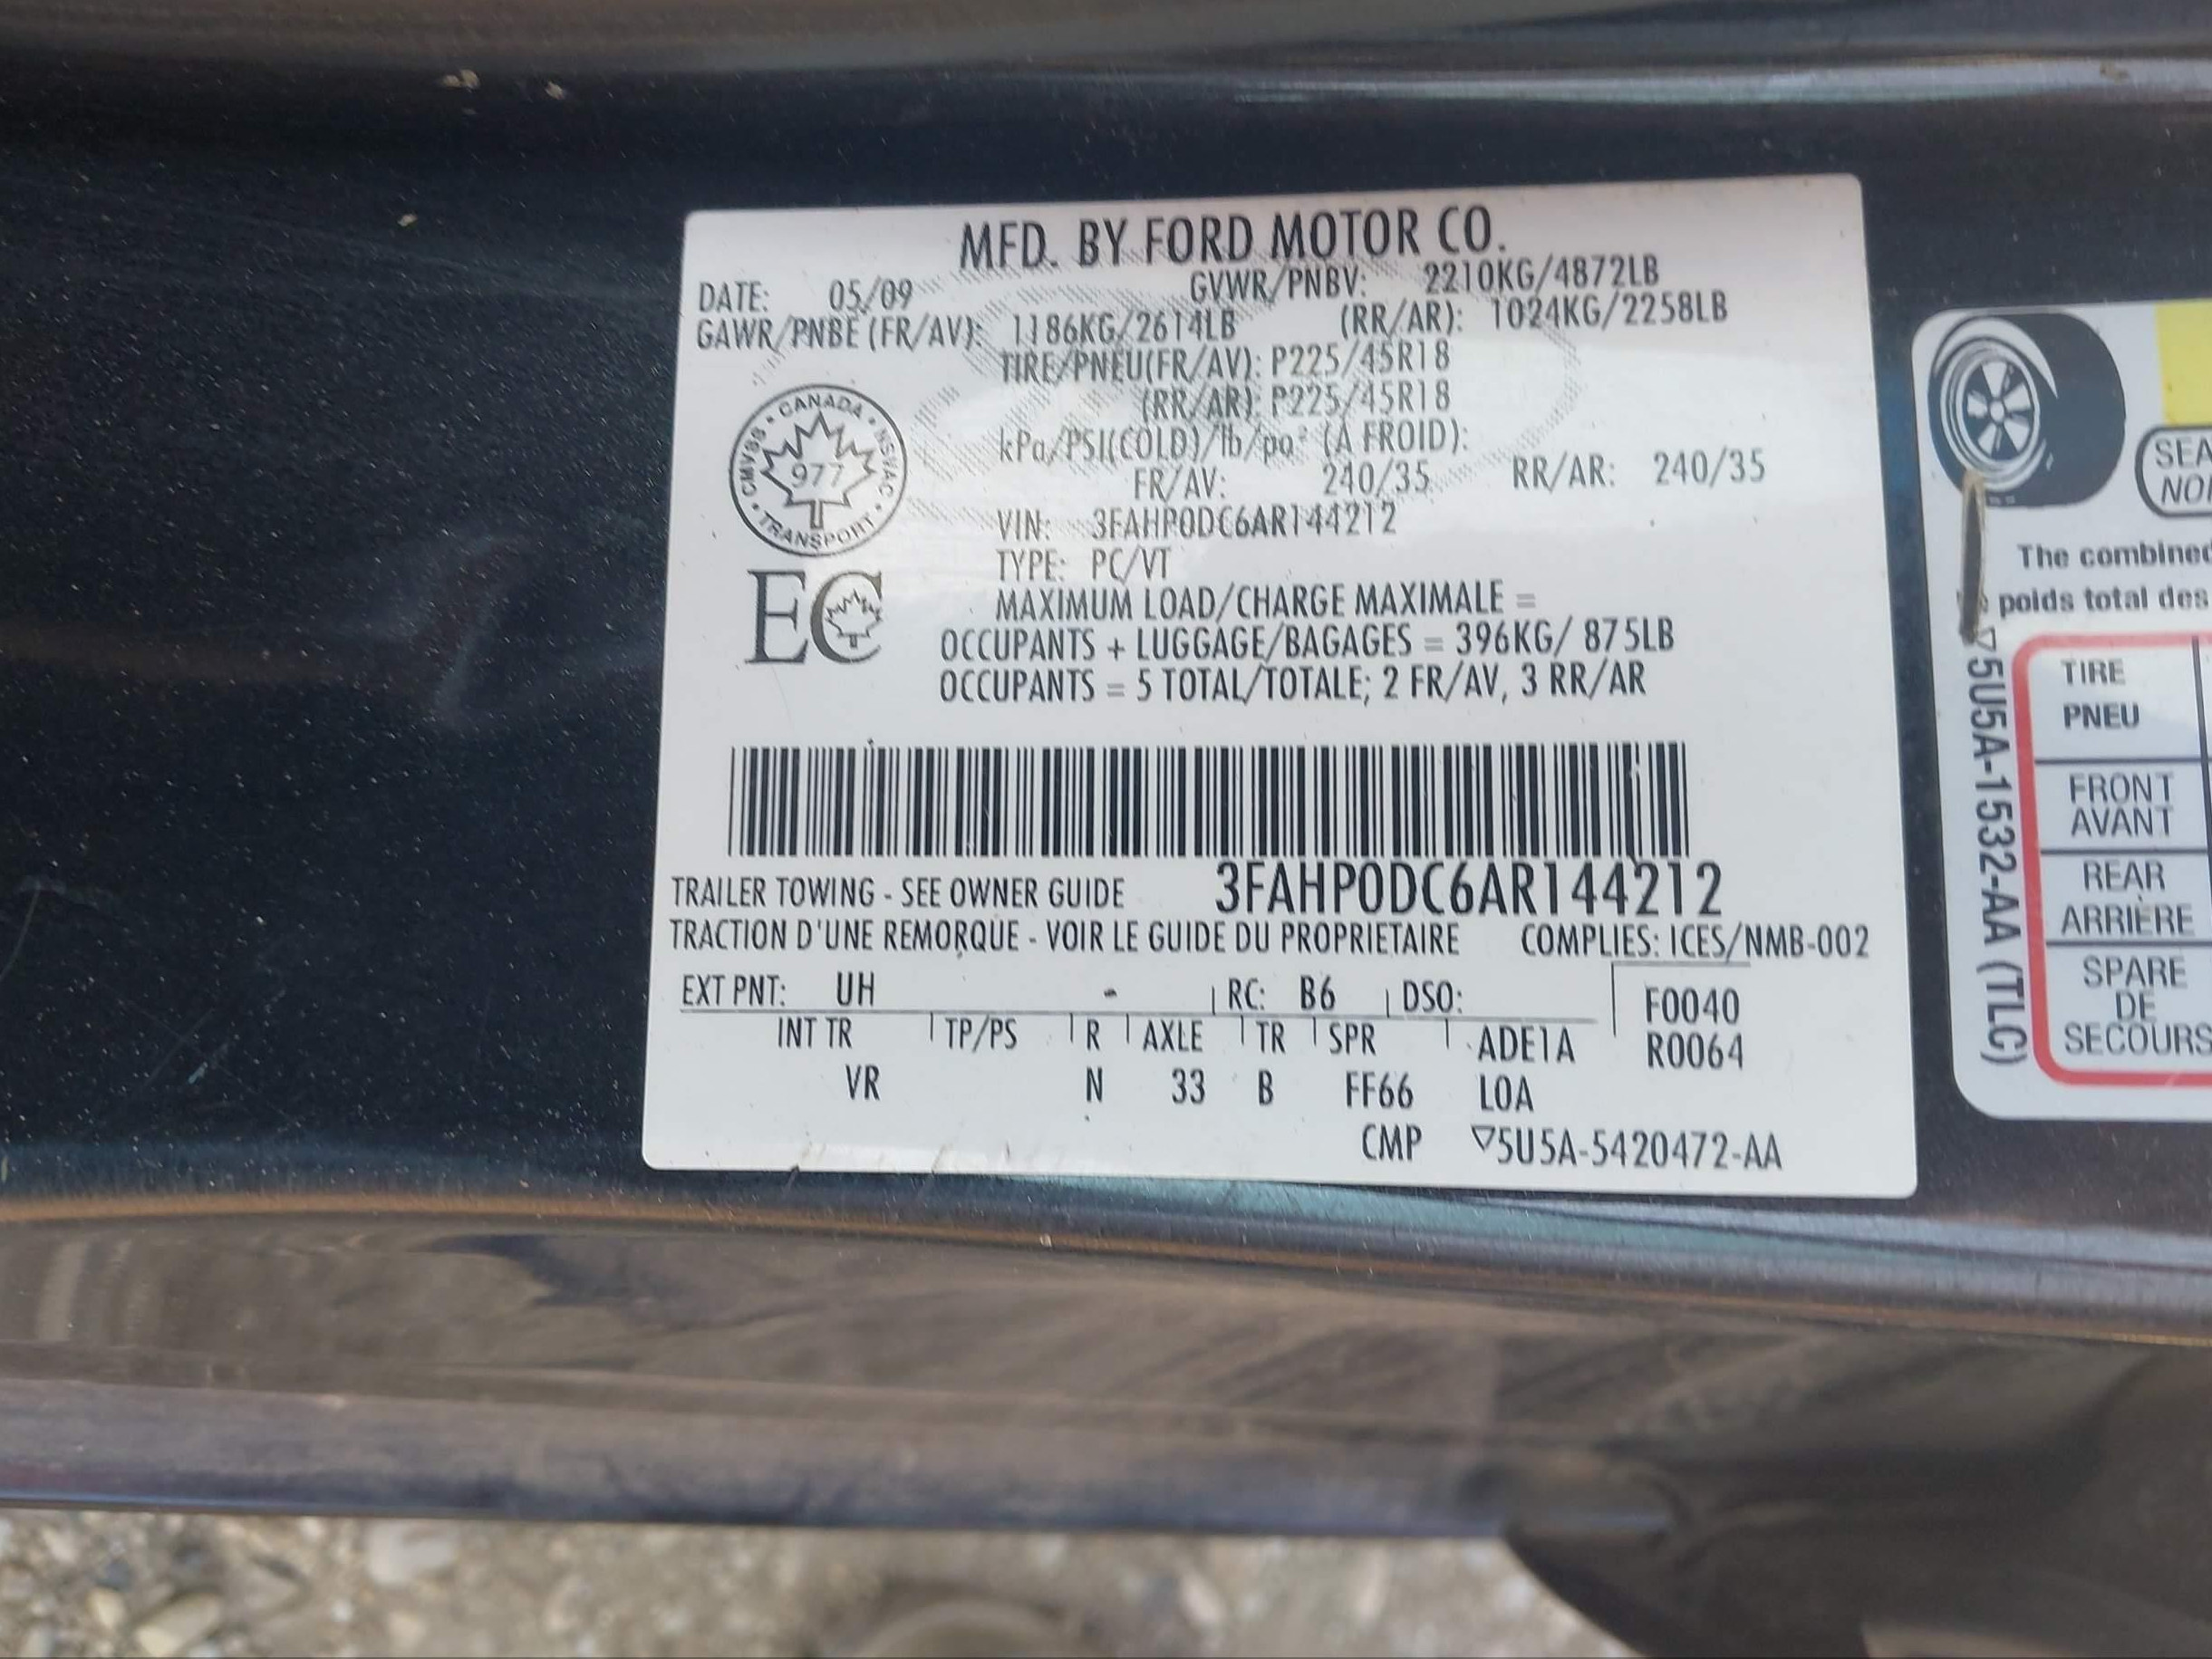 MFD. BY FORD MOTOR CO.
DATE: 05/09 GVWR/PNBV: 2210KG/4872LB
GAWR/PNBE (FR/AV): 1186KG/2614LB (RR/AR): 1024KG/2258LB
TIRE/PNEU(FR/AV): P225/45R18
(RR/AR): P225/45R18
kPa/PSI(COLD)/lb/po² (A FROID):
FR/AV: 240/35 RR/AR: 240/35
VIN: 3FAHP0DC6AR144212
TYPE: PC/VT
MAXIMUM LOAD/CHARGE MAXIMALE =
OCCUPANTS + LUGGAGE/BAGAGES = 396KG/ 875LB
OCCUPANTS = 5 TOTAL/TOTALE; 2 FR/AV, 3 RR/AR
CANADA • NSVAC • TRANSPORT • CMVSS •
977
EC
3FAHP0DC6AR144212
TRAILER TOWING - SEE OWNER GUIDE
TRACTION D'UNE REMORQUE - VOIR LE GUIDE DU PROPRIETAIRE COMPLIES: ICES/NMB-002
EXT PNT: UH - RC: B6 DSO:
F0040
R0064
INT TR TP/PS R AXLE TR SPR ADE1A
VR N 33 B FF66 LOA
CMP ▽5U5A-5420472-AA
SEA
NO
The combined
poids total des
▽5U5A-1532-AA (TLC)
TIRE
PNEU
FRONT
AVANT
REAR
ARRIÈRE
SPARE
DE
SECOURS